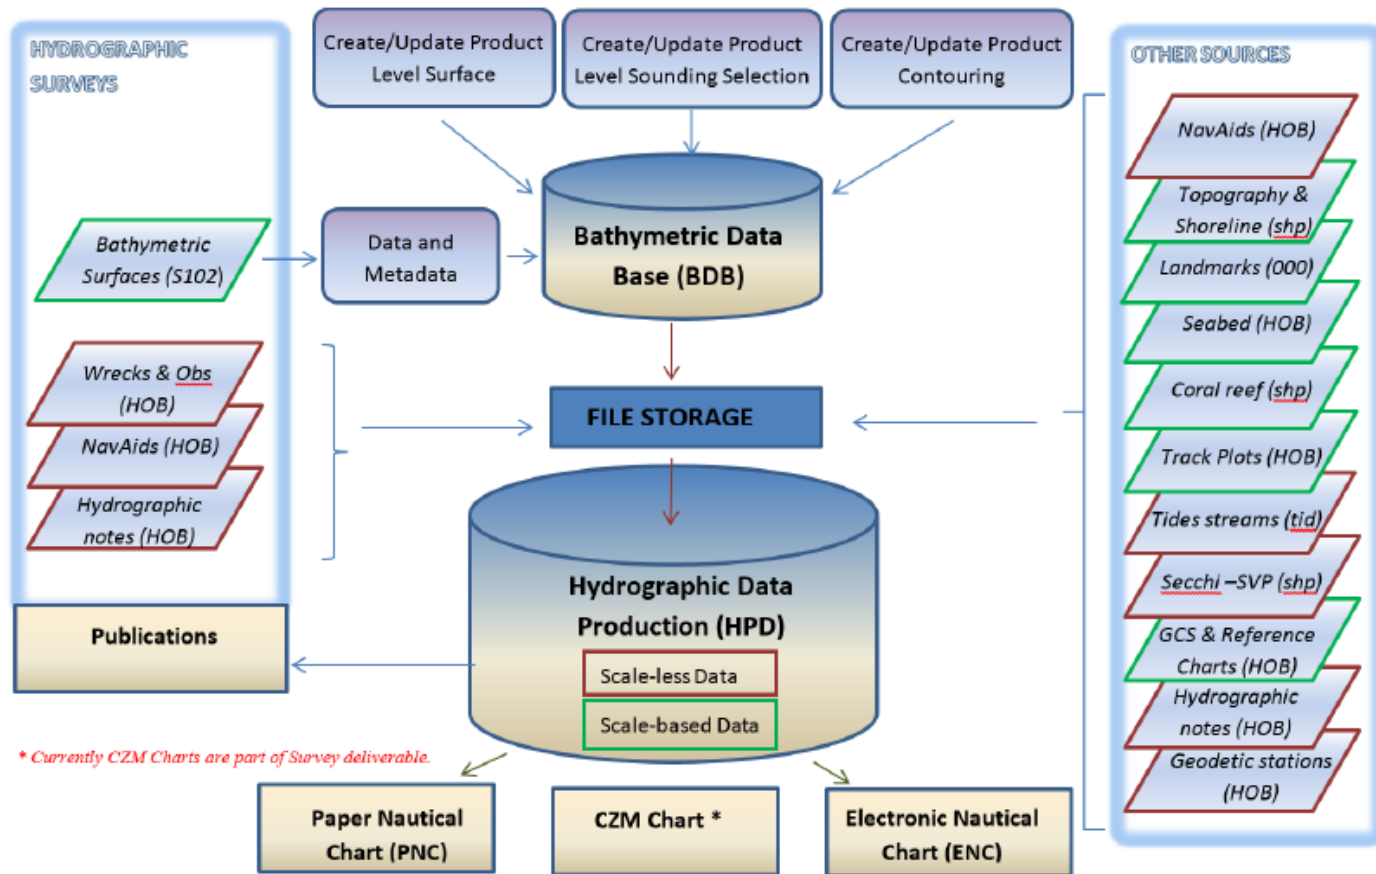 HYDROGRAPHIC
SURVEYS
Create/Update Product
Level Surface
Create/Update Product
Level Sounding Selection
Create/Update Product
Contouring
OTHER SOURCES
Bathymetric
Surfaces (S102)
Data and
Metadata
Bathymetric Data
Base (BDB)
Wrecks & Obs
(HOB)
NavAids (HOB)
Hydrographic
notes (HOB)
FILE STORAGE
Hydrographic Data
Production (HPD)
Scale-less Data
Scale-based Data
Publications
* Currently CZM Charts are part of Survey deliverable.
Paper Nautical
Chart (PNC)
CZM Chart *
Electronic Nautical
Chart (ENC)
NavAids (HOB)
Topography &
Shoreline (shp)
Landmarks (000)
Seabed (HOB)
Coral reef (shp)
Track Plots (HOB)
Tides streams (tid)
Secchi –SVP (shp)
GCS & Reference
Charts (HOB)
Hydrographic
notes (HOB)
Geodetic stations
(HOB)